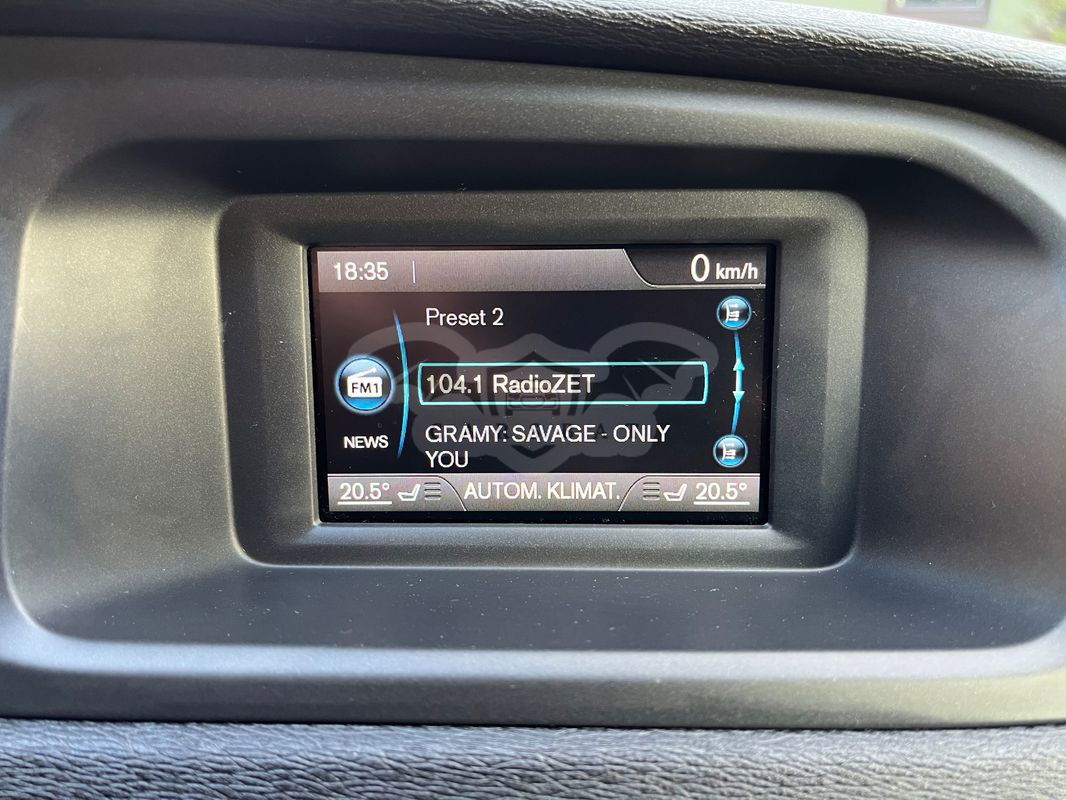 18:35
0 km/h
Preset 2
104.1 RadioZET
FM1
NEWS
GRAMY: SAVAGE - ONLY
YOU
20.5°
AUTOM. KLIMAT.
20.5°